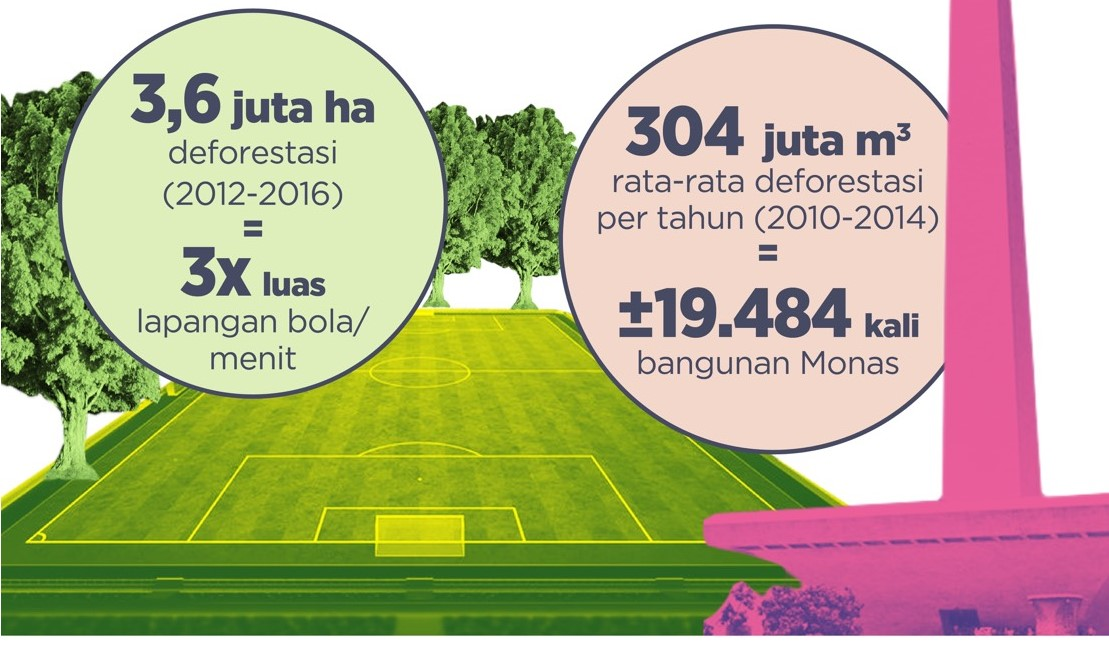 3,6 juta ha
deforestasi
(2012-2016)
=
3x luas
lapangan bola/
menit
304 juta m³
rata-rata deforestasi
per tahun (2010-2014)
=
±19.484 kali
bangunan Monas